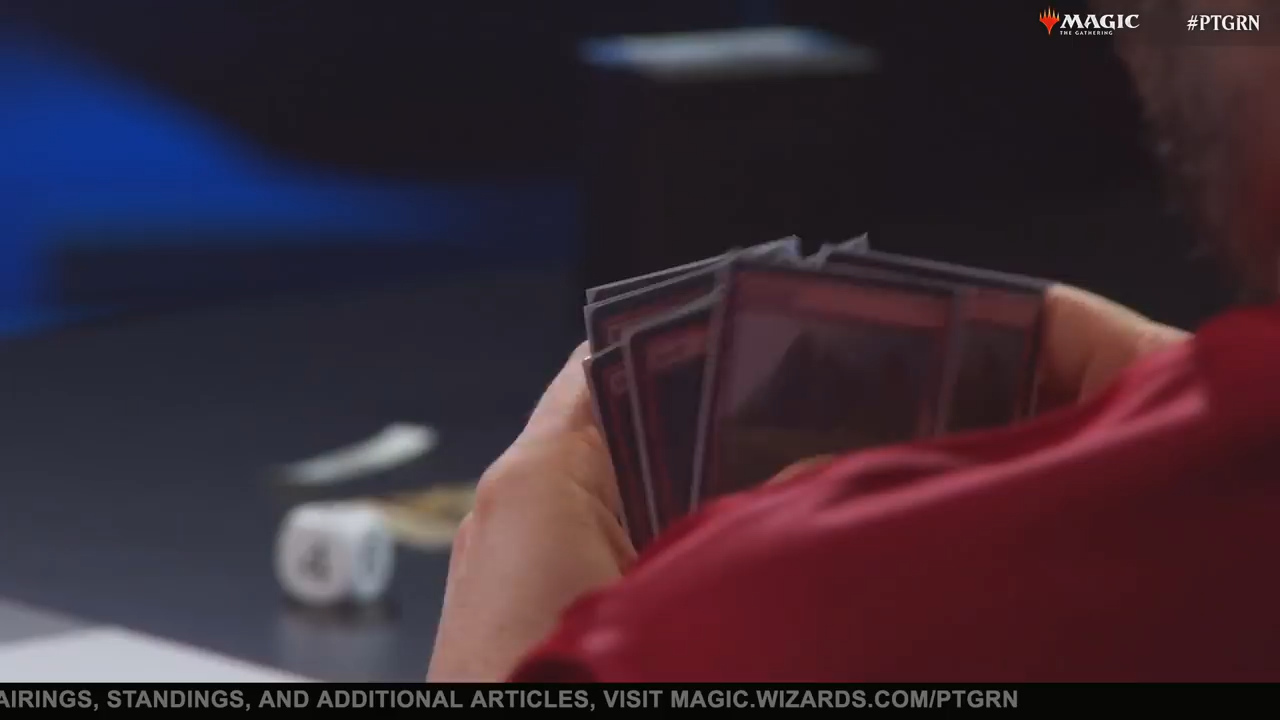 MAGIC
THE GATHERING
#PTGRN
AIRINGS, STANDINGS, AND ADDITIONAL ARTICLES, VISIT MAGIC.WIZARDS.COM/PTGRN